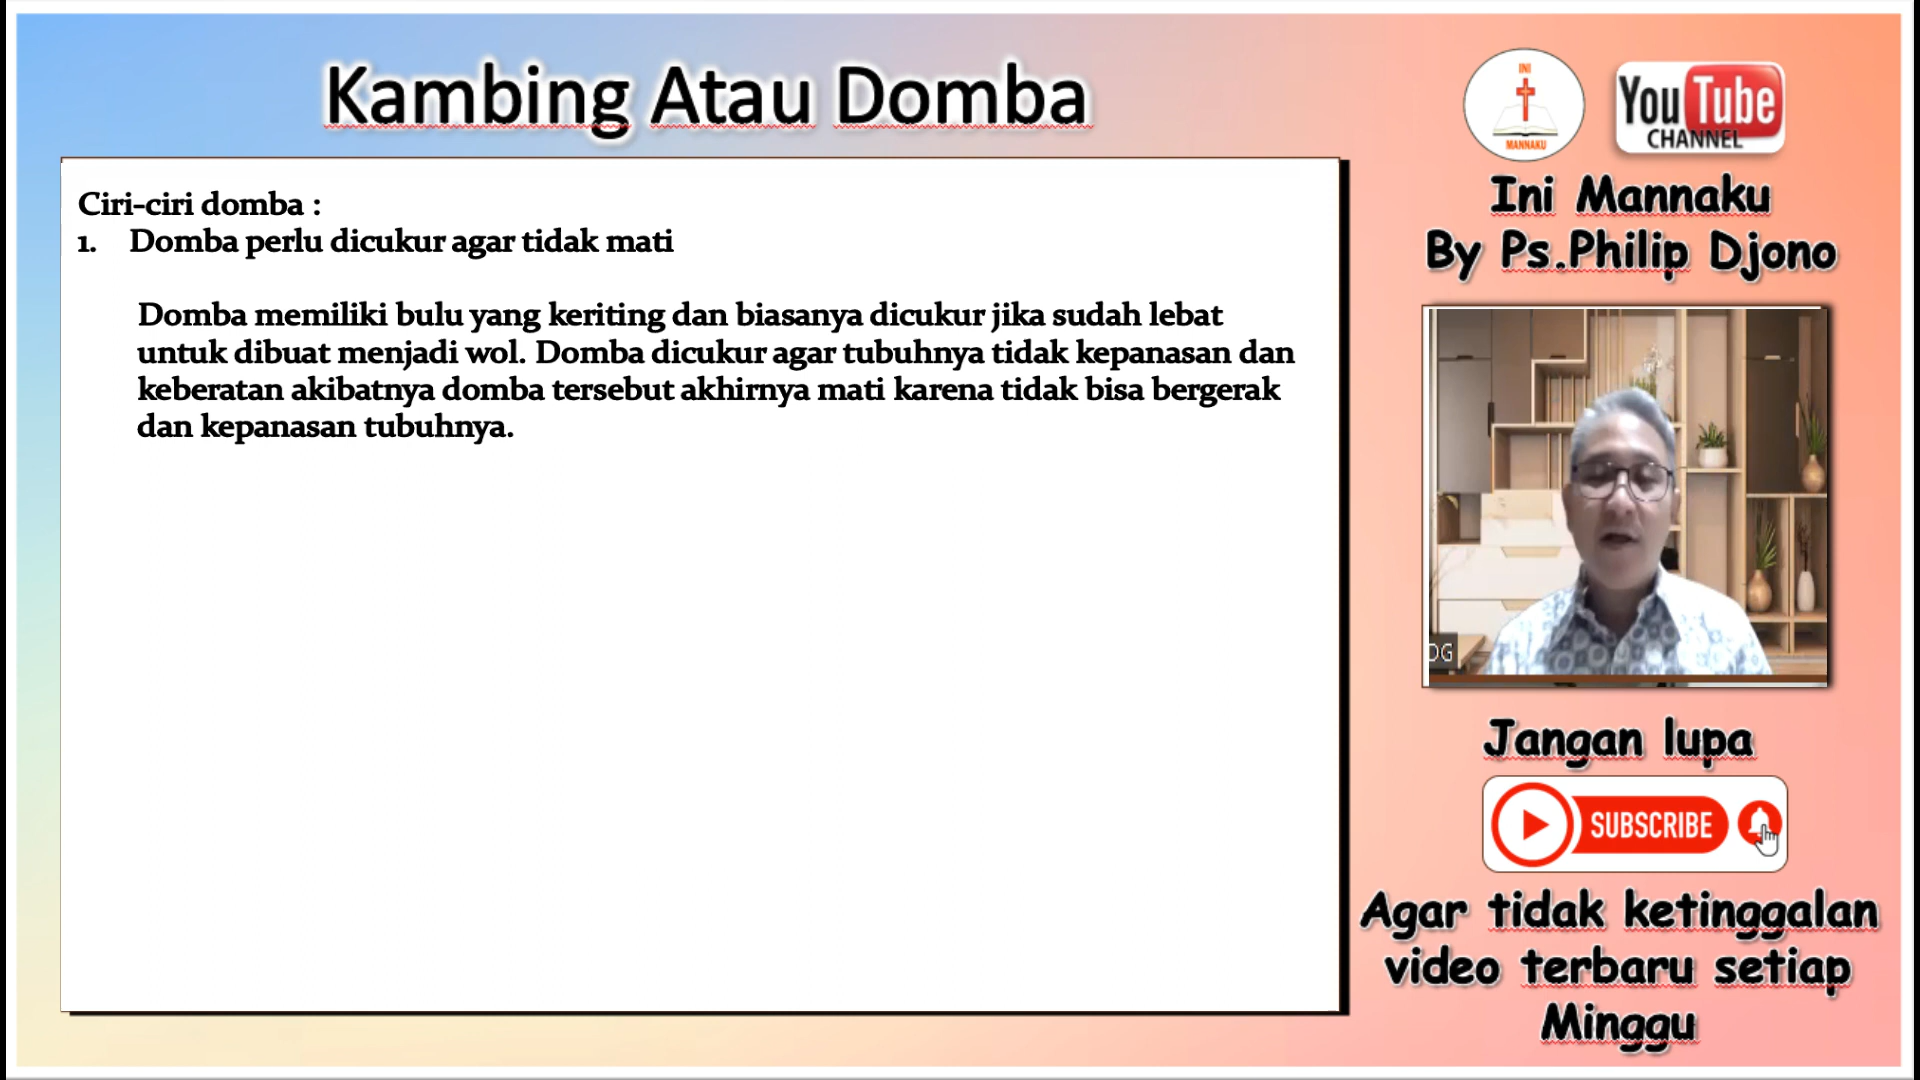 Kambing Atau Domba
Ciri-ciri domba :
1. Domba perlu dicukur agar tidak mati
Domba memiliki bulu yang keriting dan biasanya dicukur jika sudah lebat
untuk dibuat menjadi wol. Domba dicukur agar tubuhnya tidak kepanasan dan
keberatan akibatnya domba tersebut akhirnya mati karena tidak bisa bergerak
dan kepanasan tubuhnya.
INI
MANNAKU
YouTube
CHANNEL
Ini Mannaku
By Ps.Philip Djono
DG
Jangan lupa
SUBSCRIBE
Agar tidak ketinggalan
video terbaru setiap
Minggu